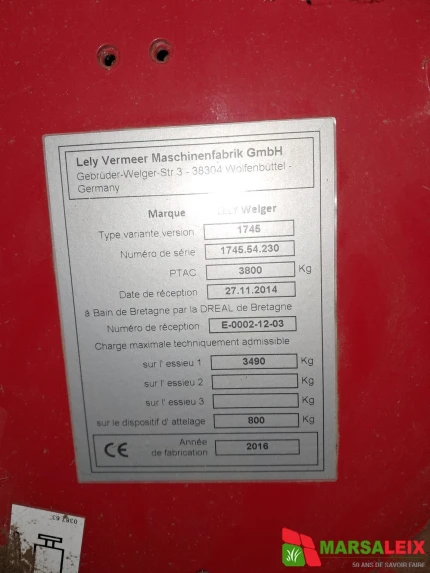 Lely Vermeer Maschinenfabrik GmbH
Gebrüder-Welger-Str 3 - 38304 Wolfenbüttel -
Germany
Marque Welger
Type,variante,version 1745
Numéro de série 1745.54.230
PTAC 3800 Kg
Date de réception 27.11.2014
à Bain de Bretagne par la DREAL de Bretagne
Numéro de réception E-0002-12-03
Charge maximale techniquement admissible
sur l' essieu 1 3490 Kg
sur l' essieu 2 Kg
sur l' essieu 3 Kg
sur le dispositif d' attelage 800 Kg
CE Année de fabrication 2016
MARSALEIX
50 ANS DE SAVOIR FAIRE